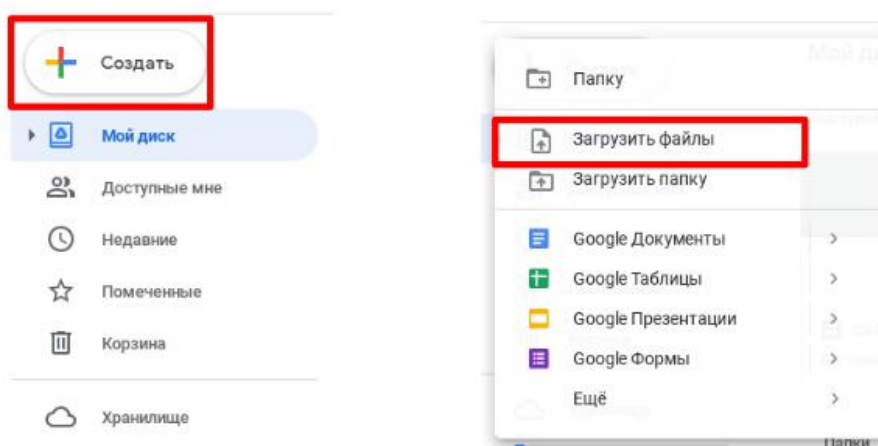 Создать
Мой диск
Доступные мне
Недавние
Помеченные
Корзина
Хранилище
Папку
Загрузить файлы
Загрузить папку
Google Документы
Google Таблицы
Google Презентации
Google Формы
Ещё
Папки